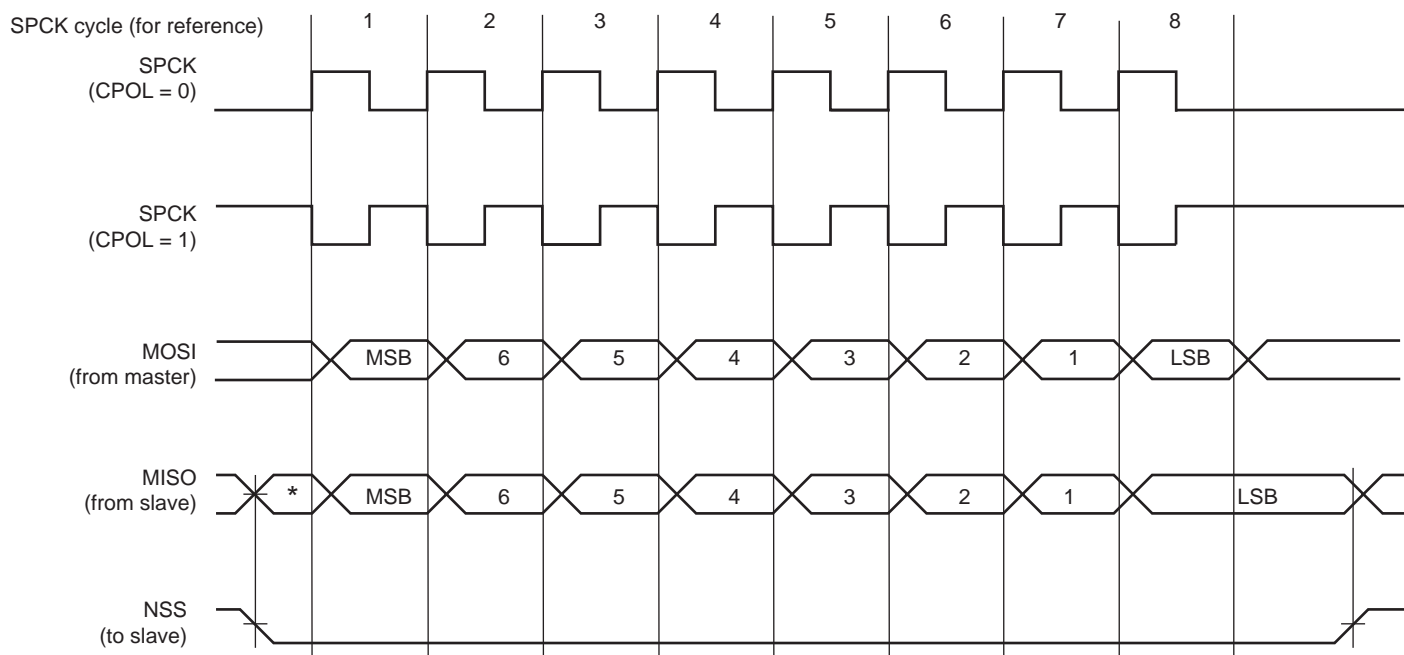 SPCK cycle (for reference)
1 2 3 4 5 6 7 8
SPCK
(CPOL = 0)
SPCK
(CPOL = 1)
MOSI
(from master)
MSB 6 5 4 3 2 1 LSB
MISO
(from slave)
* MSB 6 5 4 3 2 1 LSB
NSS
(to slave)